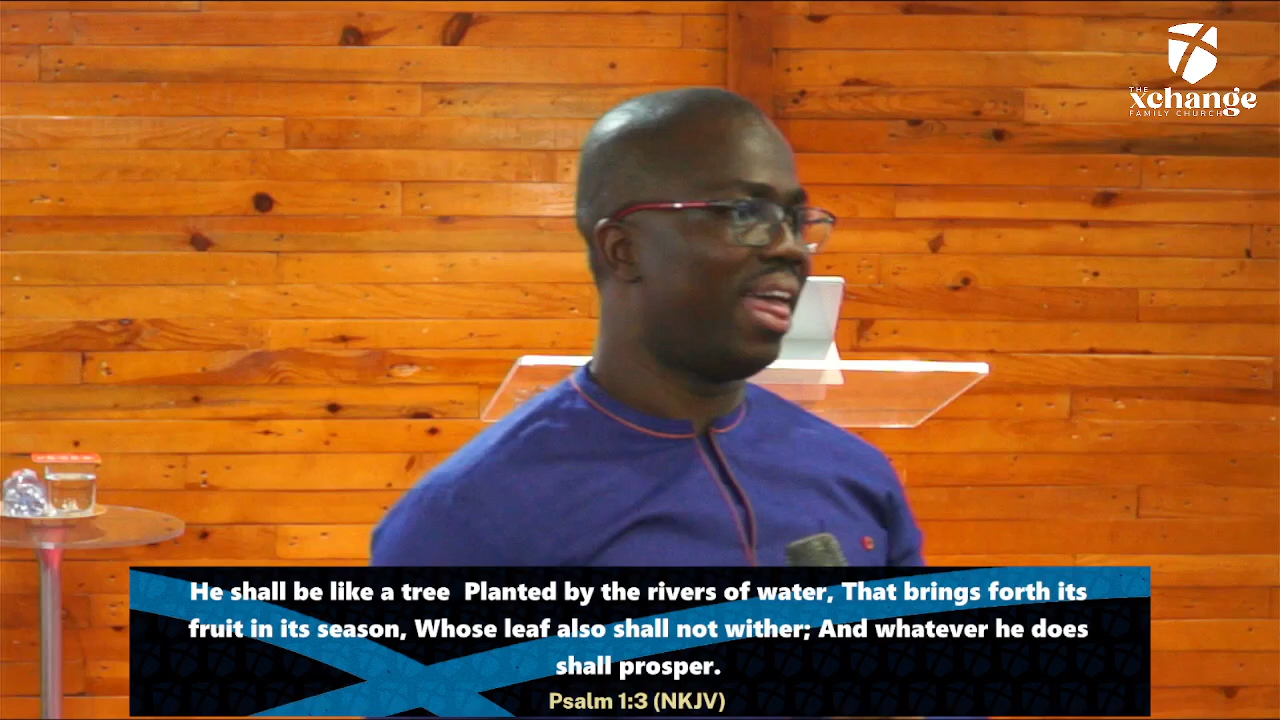 THE
xchange
FAMILY CHURCH
He shall be like a tree  Planted by the rivers of water, That brings forth its
fruit in its season, Whose leaf also shall not wither; And whatever he does
shall prosper.
Psalm 1:3 (NKJV)